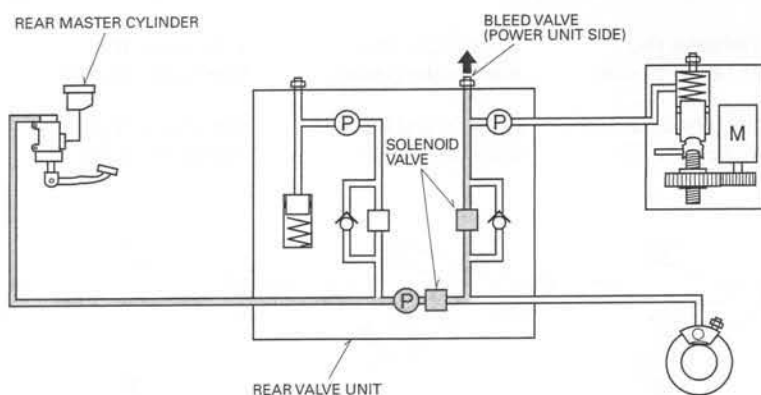 REAR MASTER CYLINDER
BLEED VALVE
(POWER UNIT SIDE)
P
P
SOLENOID
VALVE
M
P
REAR VALVE UNIT